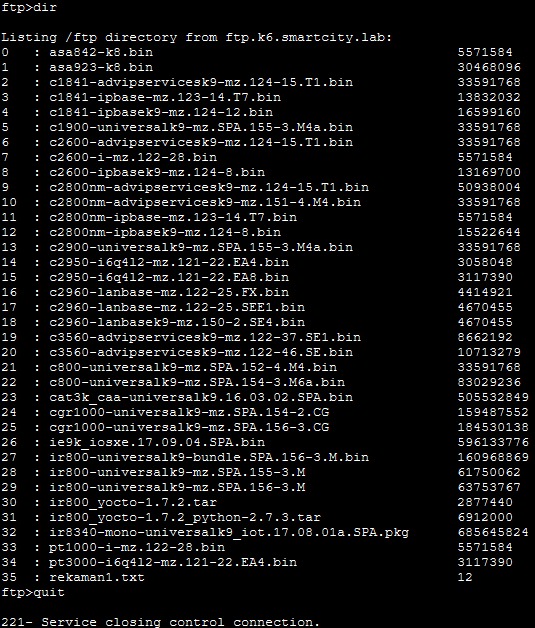 ftp>dir
Listing /ftp directory from ftp.k6.smartcity.lab:
0 : asa842-k8.bin 5571584
1 : asa923-k8.bin 30468096
2 : c1841-advipservicesk9-mz.124-15.T1.bin 33591768
3 : c1841-ipbase-mz.123-14.T7.bin 13832032
4 : c1841-ipbasek9-mz.124-12.bin 16599160
5 : c1900-universalk9-mz.SPA.155-3.M4a.bin 33591768
6 : c2600-advipservicesk9-mz.124-15.T1.bin 33591768
7 : c2600-i-mz.122-28.bin 5571584
8 : c2600-ipbasek9-mz.124-8.bin 13169700
9 : c2800nm-advipservicesk9-mz.124-15.T1.bin 50938004
10 : c2800nm-advipservicesk9-mz.151-4.M4.bin 33591768
11 : c2800nm-ipbase-mz.123-14.T7.bin 5571584
12 : c2800nm-ipbasek9-mz.124-8.bin 15522644
13 : c2900-universalk9-mz.SPA.155-3.M4a.bin 33591768
14 : c2950-i6q4l2-mz.121-22.EA4.bin 3058048
15 : c2950-i6q4l2-mz.121-22.EA8.bin 3117390
16 : c2960-lanbase-mz.122-25.FX.bin 4414921
17 : c2960-lanbase-mz.122-25.SEE1.bin 4670455
18 : c2960-lanbasek9-mz.150-2.SE4.bin 4670455
19 : c3560-advipservicesk9-mz.122-37.SE1.bin 8662192
20 : c3560-advipservicesk9-mz.122-46.SE.bin 10713279
21 : c800-universalk9-mz.SPA.152-4.M4.bin 33591768
22 : c800-universalk9-mz.SPA.154-3.M6a.bin 83029236
23 : cat3k_caa-universalk9.16.03.02.SPA.bin 505532849
24 : cgr1000-universalk9-mz.SPA.154-2.CG 159487552
25 : cgr1000-universalk9-mz.SPA.156-3.CG 184530138
26 : ie9k_iosxe.17.09.04.SPA.bin 596133776
27 : ir800-universalk9-bundle.SPA.156-3.M.bin 160968869
28 : ir800-universalk9-mz.SPA.155-3.M 61750062
29 : ir800-universalk9-mz.SPA.156-3.M 63753767
30 : ir800_yocto-1.7.2.tar 2877440
31 : ir800_yocto-1.7.2_python-2.7.3.tar 6912000
32 : ir8340-mono-universalk9_iot.17.08.01a.SPA.pkg 685645824
33 : pt1000-i-mz.122-28.bin 5571584
34 : pt3000-i6q4l2-mz.121-22.EA4.bin 3117390
35 : rekaman1.txt 12
ftp>quit
221- Service closing control connection.